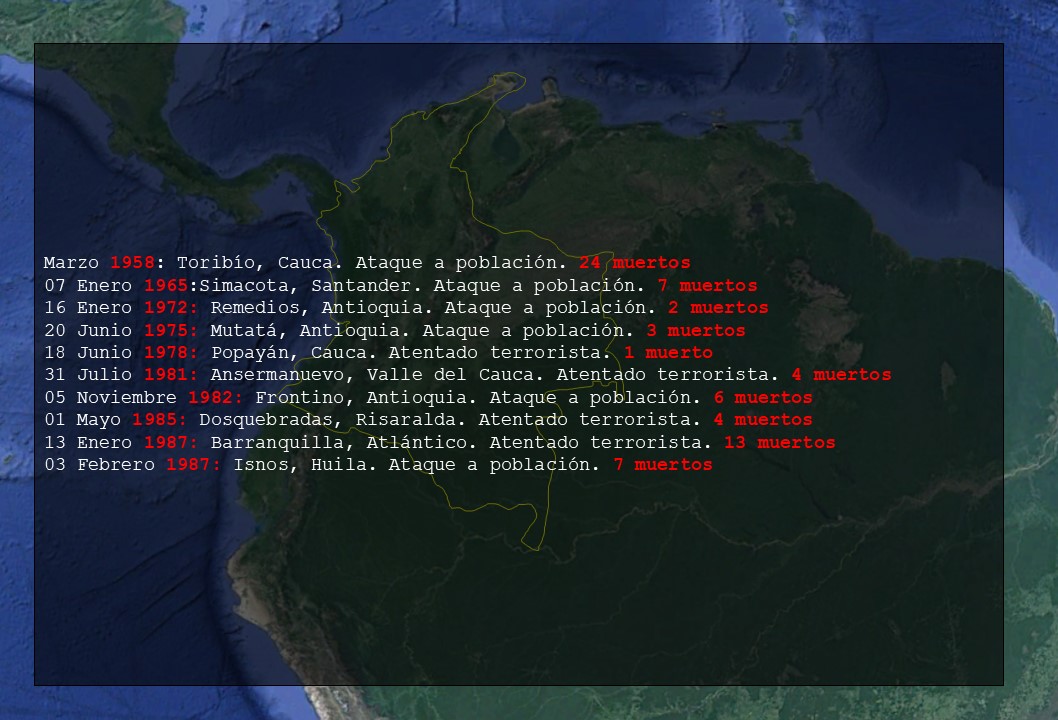 Marzo 1958: Toribío, Cauca. Ataque a población. 24 muertos
07 Enero 1965:Simacota, Santander. Ataque a población. 7 muertos
16 Enero 1972: Remedios, Antioquia. Ataque a población. 2 muertos
20 Junio 1975: Mutatá, Antioquia. Ataque a población. 3 muertos
18 Junio 1978: Popayán, Cauca. Atentado terrorista. 1 muerto
31 Julio 1981: Ansermanuevo, Valle del Cauca. Atentado terrorista. 4 muertos
05 Noviembre 1982: Frontino, Antioquia. Ataque a población. 6 muertos
01 Mayo 1985: Dosquebradas, Risaralda. Atentado terrorista. 4 muertos
13 Enero 1987: Barranquilla, Atlántico. Atentado terrorista. 13 muertos
03 Febrero 1987: Isnos, Huila. Ataque a población. 7 muertos